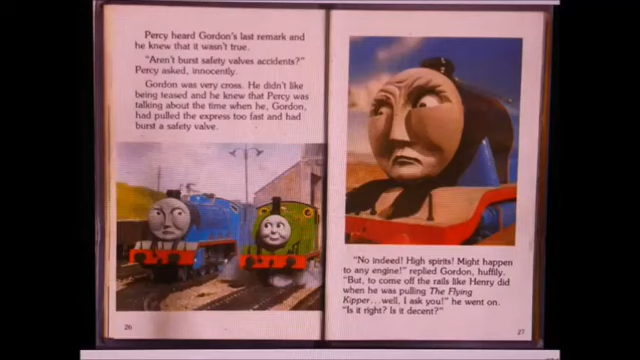 Percy heard Gordon's last remark and
he knew that it wasn't true.
"Aren't burst safety valves accidents?"
Percy asked, innocently.
Gordon was very cross. He didn't like
being teased and he knew that Percy was
talking about the time when he, Gordon,
had pulled the express too fast and had
burst a safety valve.
26
"No indeed! High spirits! Might happen
to any engine!" replied Gordon, huffily.
"But, to come off the rails like Henry did
when he was pulling The Flying
Kipper...well, I ask you!" he went on.
"Is it right? Is it decent?"
27